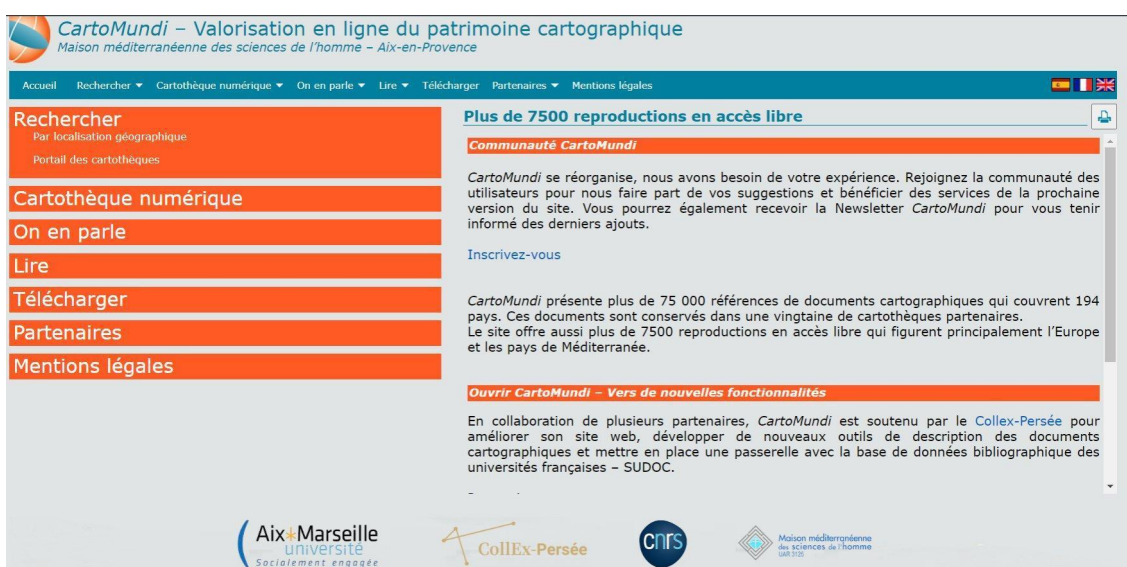 CartoMundi – Valorisation en ligne du patrimoine cartographique
Maison méditerranéenne des sciences de l'homme – Aix-en-Provence
Accueil Rechercher Cartothèque numérique On en parle Lire Télécharger Partenaires Mentions légales
Rechercher
Par localisation géographique
Portail des cartothèques
Cartothèque numérique
On en parle
Lire
Télécharger
Partenaires
Mentions légales
Plus de 7500 reproductions en accès libre
Communauté CartoMundi
CartoMundi se réorganise, nous avons besoin de votre expérience. Rejoignez la communauté des
utilisateurs pour nous faire part de vos suggestions et bénéficier des services de la prochaine
version du site. Vous pourrez également recevoir la Newsletter CartoMundi pour vous tenir
informé des derniers ajouts.
Inscrivez-vous
CartoMundi présente plus de 75 000 références de documents cartographiques qui couvrent 194
pays. Ces documents sont conservés dans une vingtaine de cartothèques partenaires.
Le site offre aussi plus de 7500 reproductions en accès libre qui figurent principalement l'Europe
et les pays de Méditerranée.
Ouvrir CartoMundi – Vers de nouvelles fonctionnalités
En collaboration de plusieurs partenaires, CartoMundi est soutenu par le Collex-Persée pour
améliorer son site web, développer de nouveaux outils de description des documents
cartographiques et mettre en place une passerelle avec la base de données bibliographique des
universités françaises – SUDOC.
Aix*Marseille
université
Socialement engagée
CollEx-Persée
cnrs
Maison méditerranéenne
des sciences de l'homme
UAR 3125